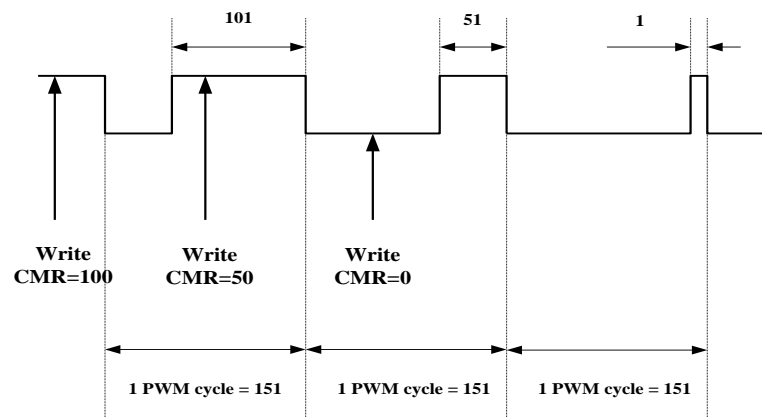 101
51
1
Write
CMR=100
Write
CMR=50
Write
CMR=0
1 PWM cycle = 151
1 PWM cycle = 151
1 PWM cycle = 151